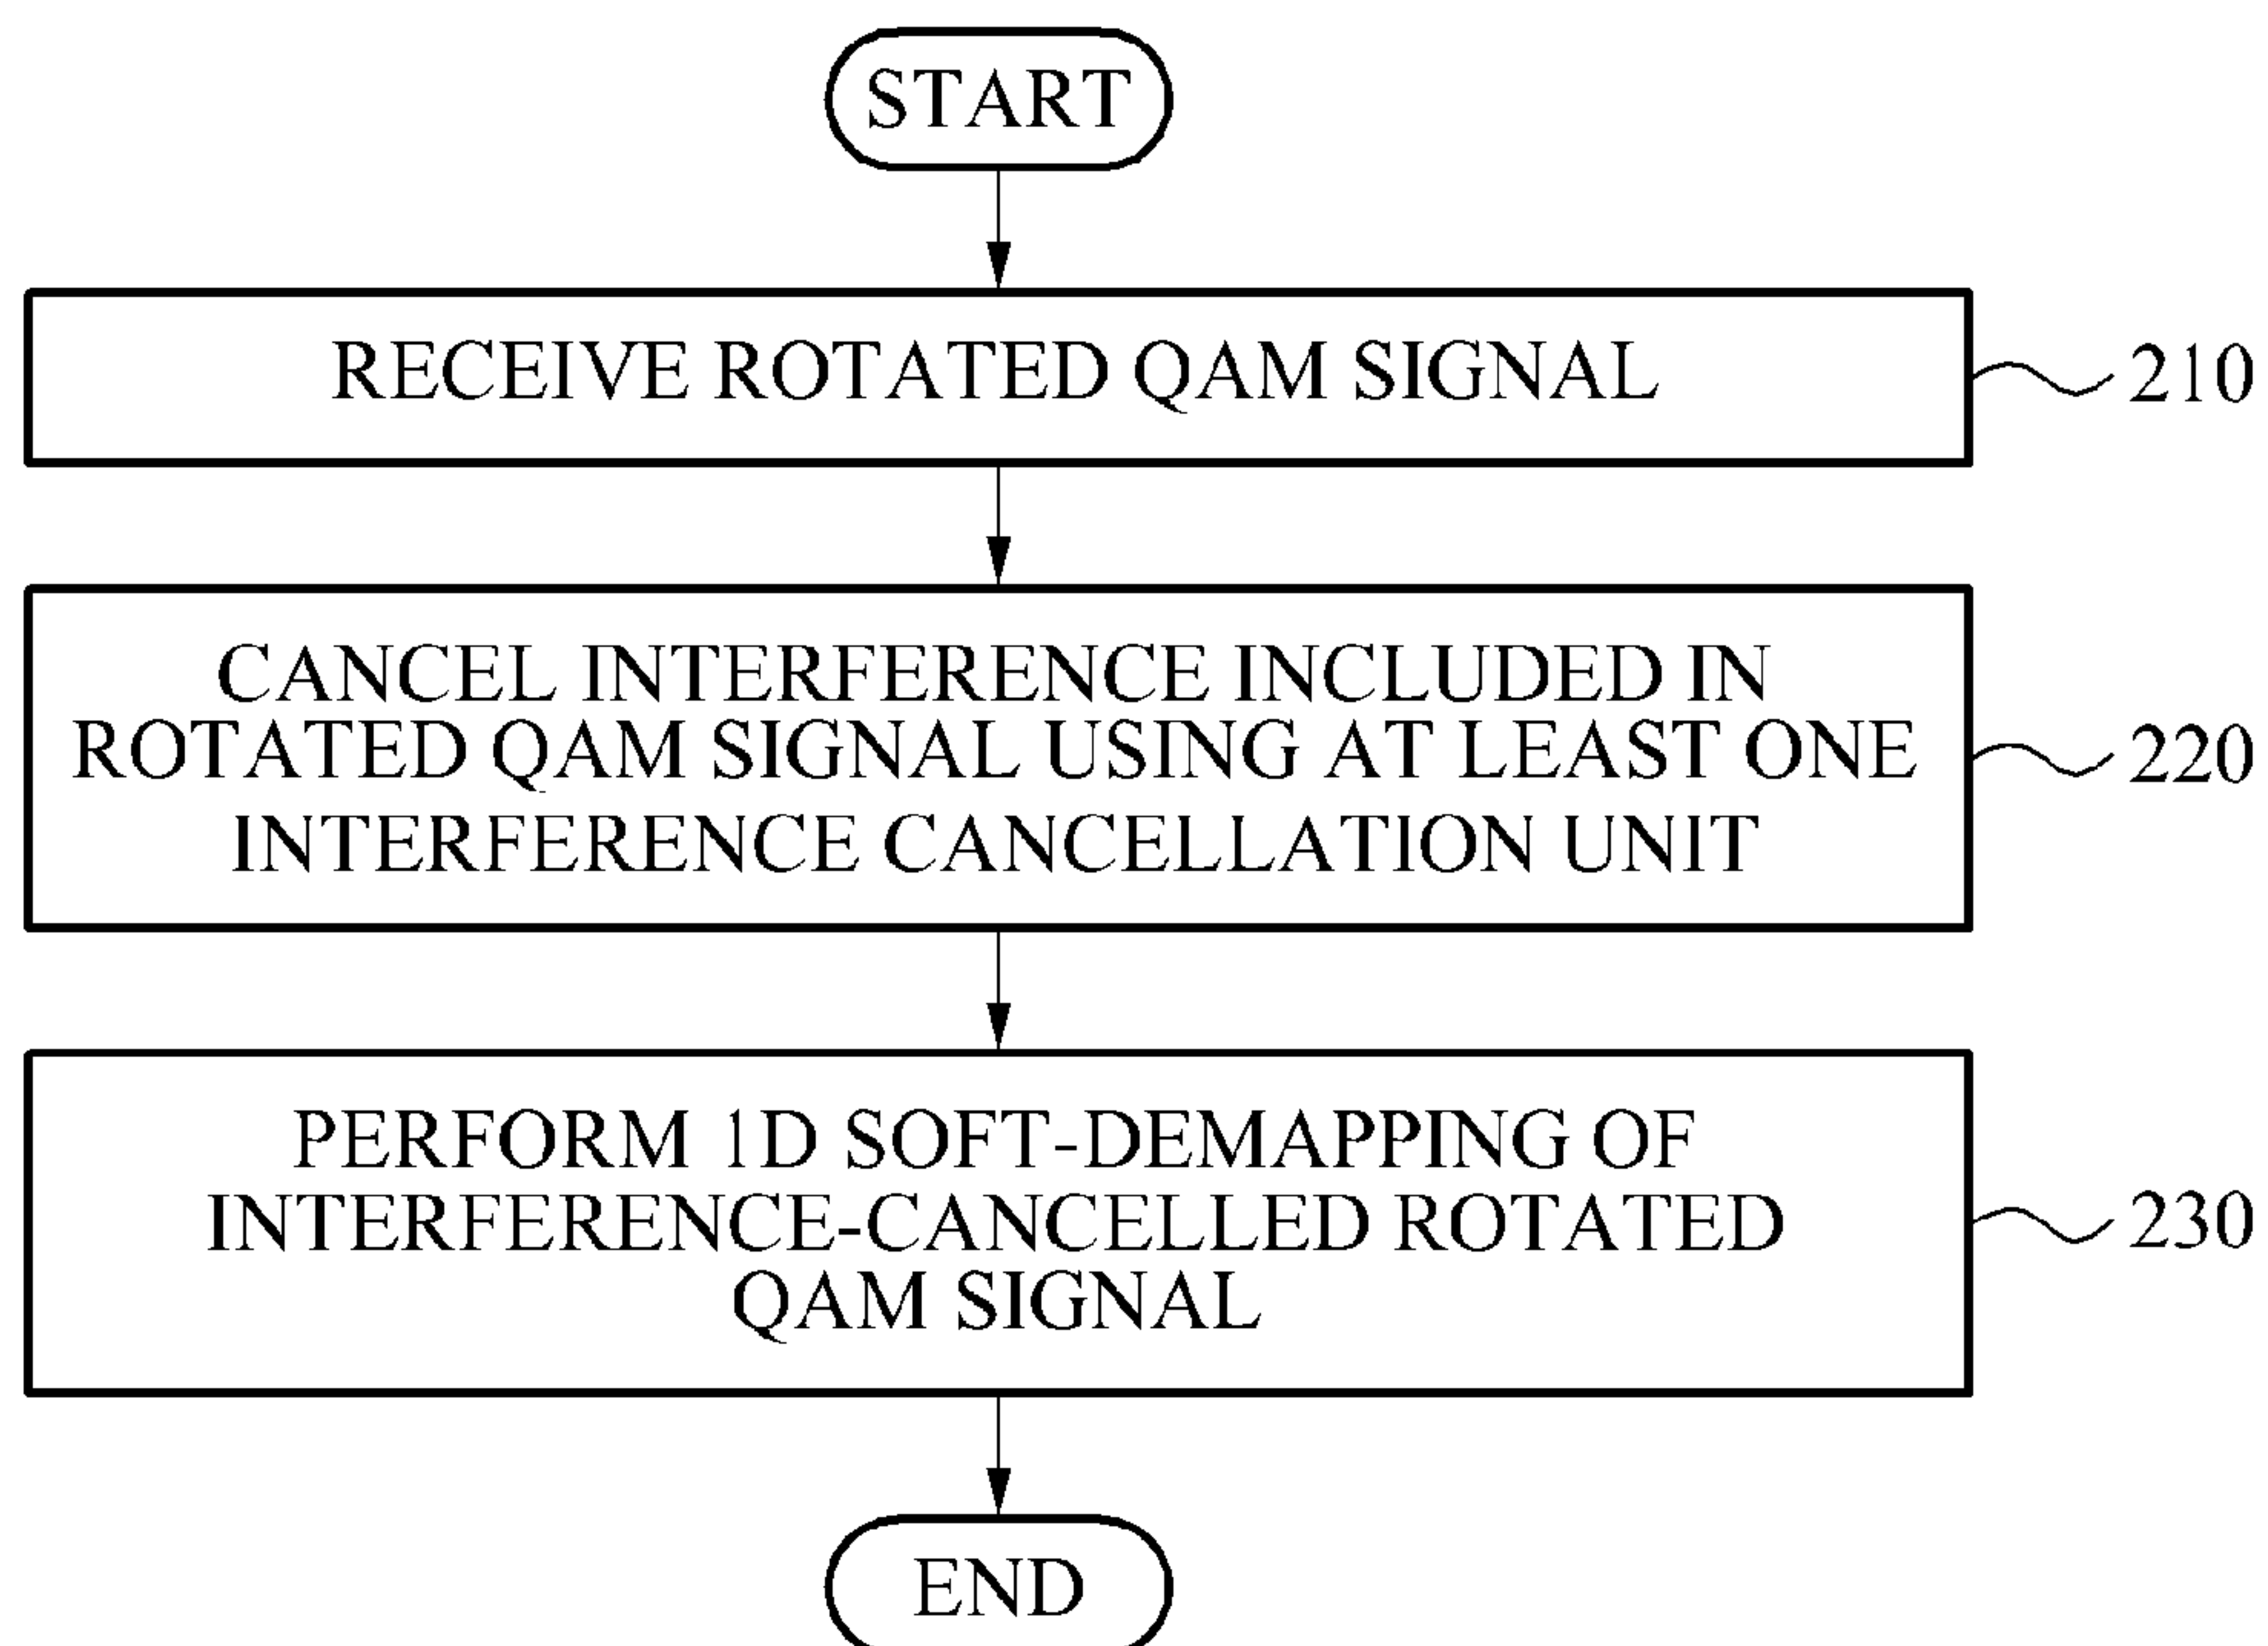 START
RECEIVE ROTATED QAM SIGNAL
210
CANCEL INTERFERENCE INCLUDED IN
ROTATED QAM SIGNAL USING AT LEAST ONE
INTERFERENCE CANCELLATION UNIT
220
PERFORM 1D SOFT-DEMAPPING OF
INTERFERENCE-CANCELLED ROTATED
QAM SIGNAL
230
END